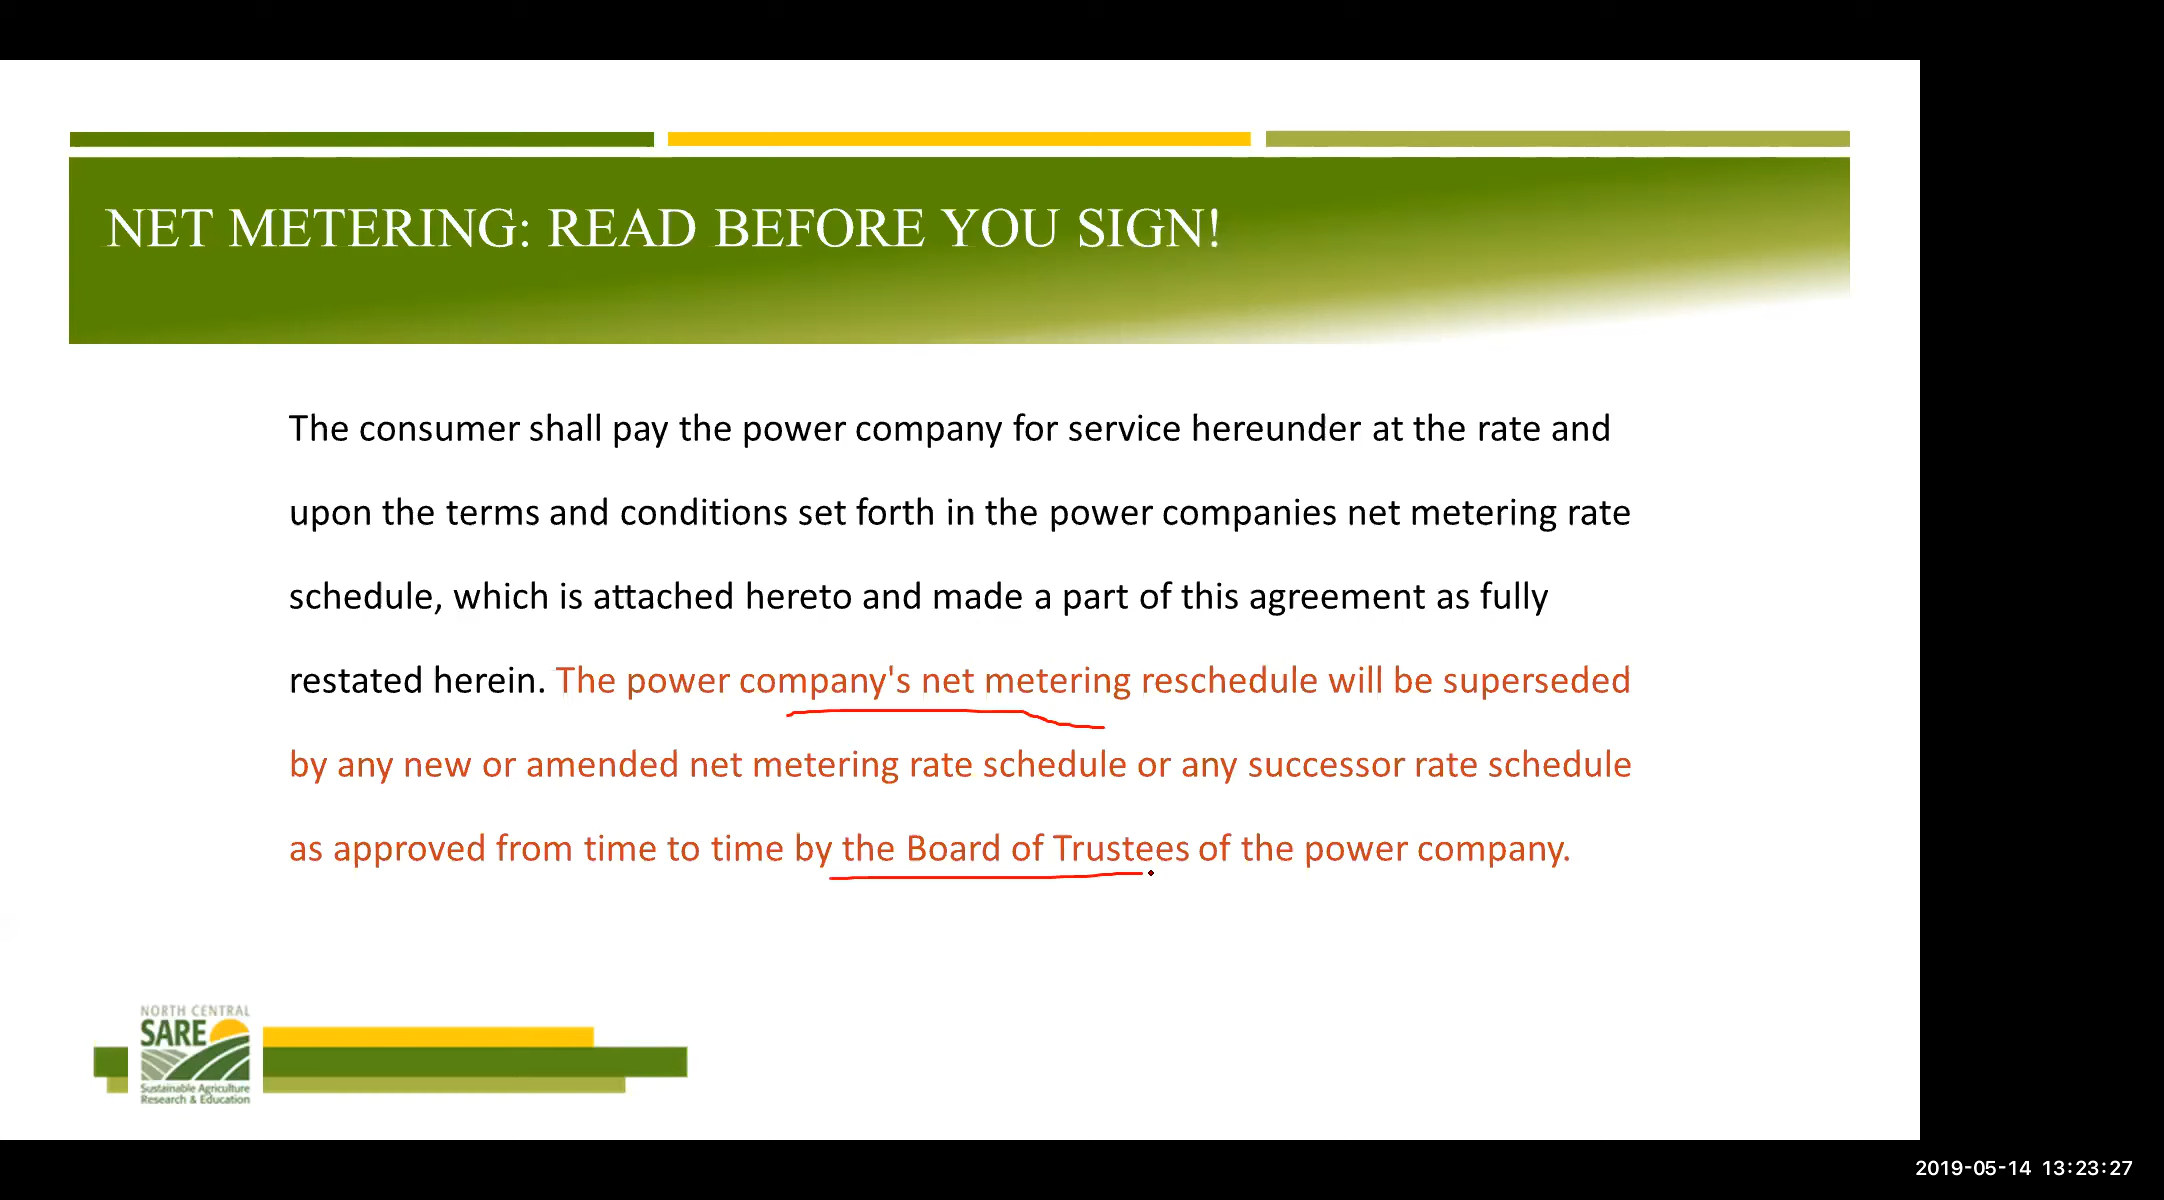 NET METERING: READ BEFORE YOU SIGN!
The consumer shall pay the power company for service hereunder at the rate and
upon the terms and conditions set forth in the power companies net metering rate
schedule, which is attached hereto and made a part of this agreement as fully
restated herein. The power company's net metering reschedule will be superseded
by any new or amended net metering rate schedule or any successor rate schedule
as approved from time to time by the Board of Trustees of the power company.
NORTH CENTRAL
SARE
Sustainable Agriculture
Research & Education
2019-05-14 13:23:27